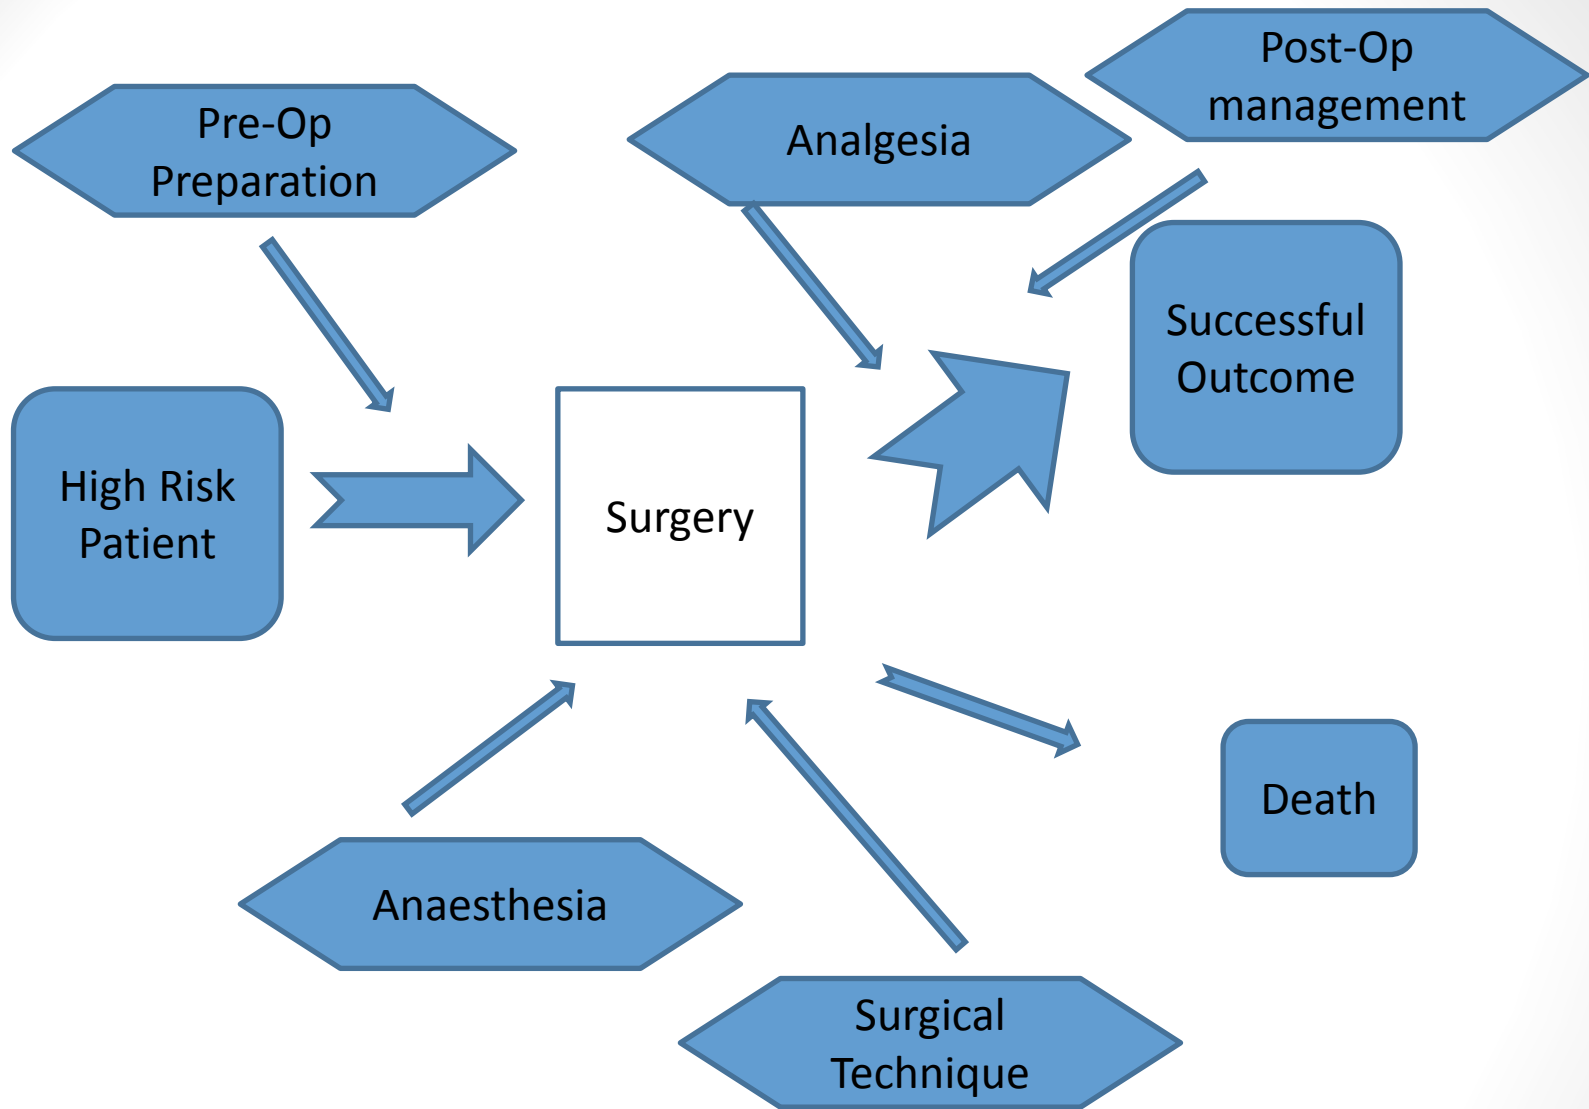 Post-Op
management
Pre-Op
Preparation
Analgesia
Successful
Outcome
High Risk
Patient
Surgery
Death
Anaesthesia
Surgical
Technique